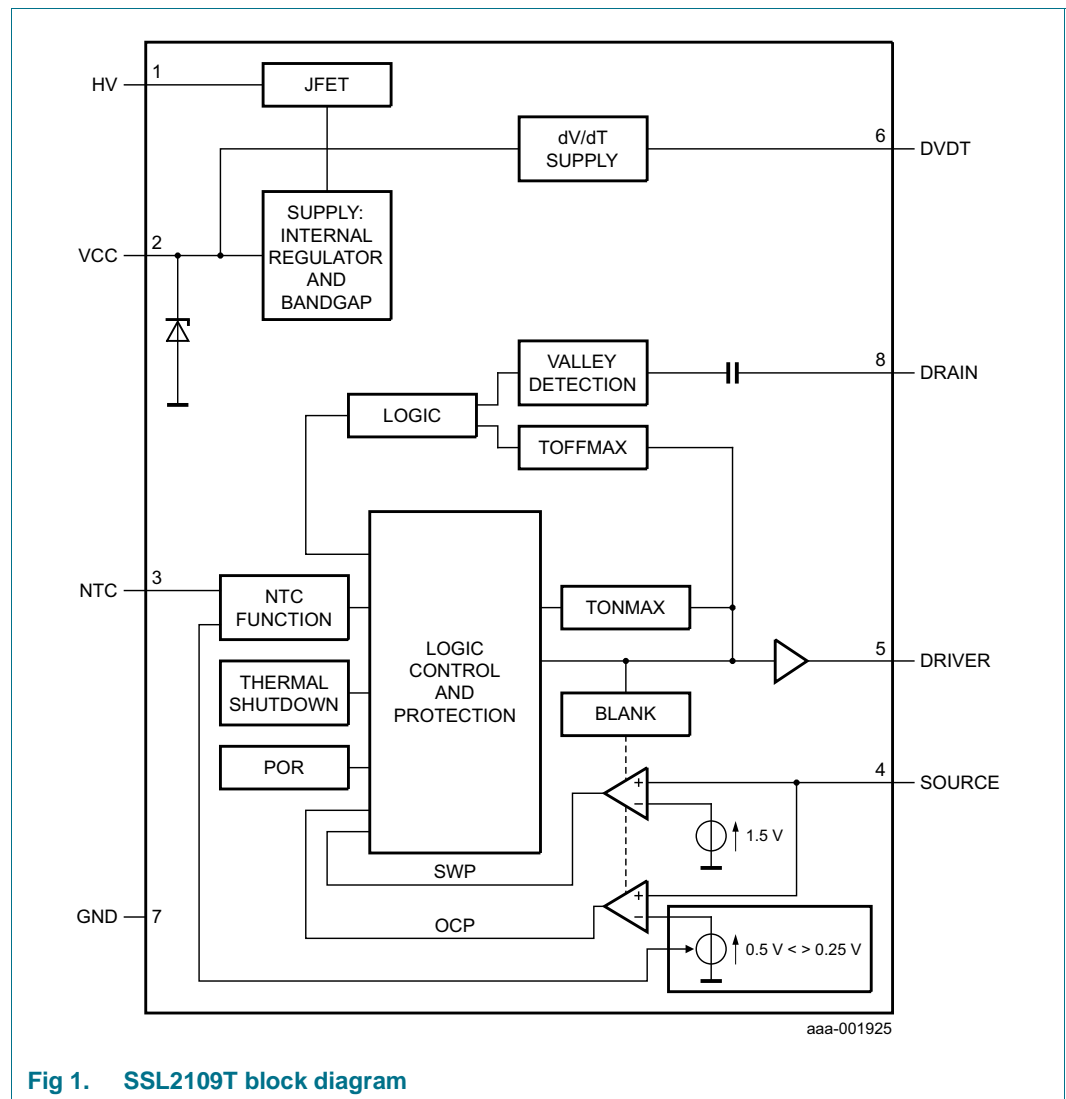 1
HV
JFET
dV/dT
SUPPLY
6
DVDT
SUPPLY:
INTERNAL
REGULATOR
AND
BANDGAP
2
VCC
VALLEY
DETECTION
8
DRAIN
LOGIC
TOFFMAX
3
NTC
NTC
FUNCTION
TONMAX
LOGIC
CONTROL
AND
PROTECTION
5
DRIVER
THERMAL
SHUTDOWN
BLANK
POR
4
SOURCE
+
−
1.5 V
SWP
GND
7
+
−
OCP
0.5 V < > 0.25 V
aaa-001925
Fig 1. SSL2109T block diagram